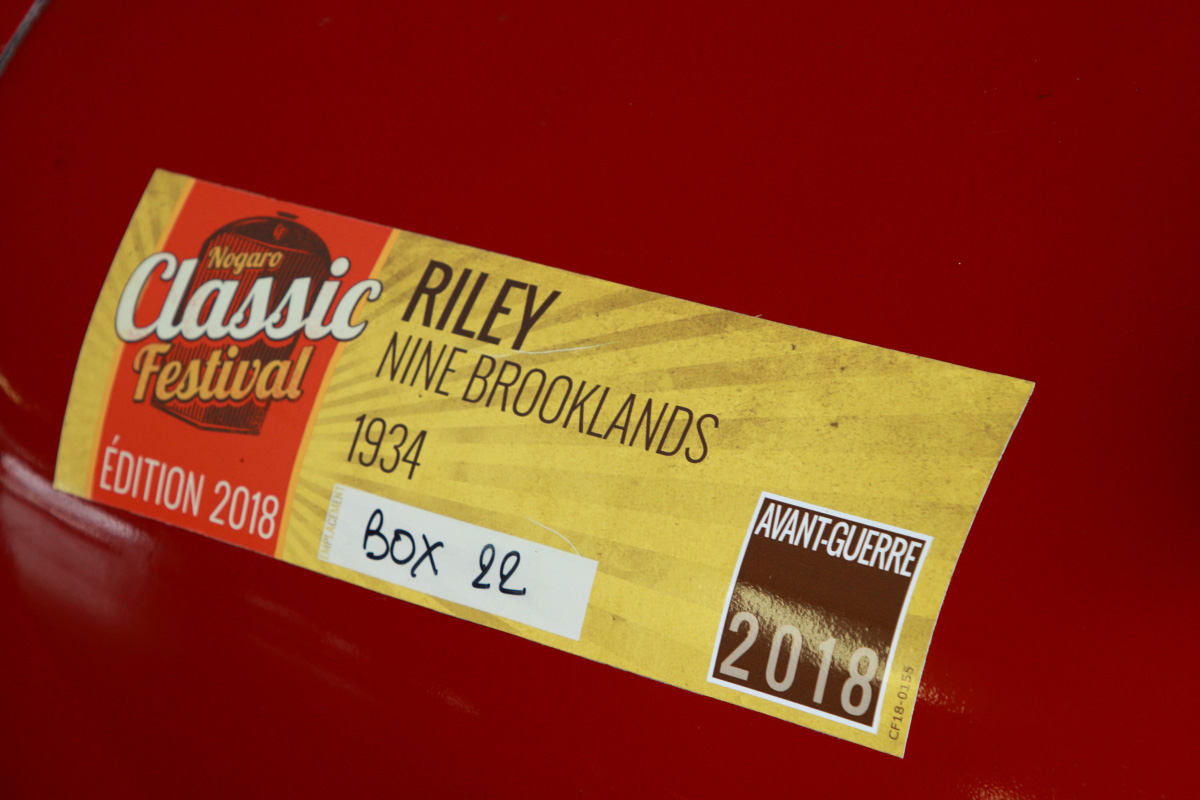 Nogaro
Classic
Festival
ÉDITION 2018
RILEY
NINE BROOKLANDS
1934
EMPLACEMENT
BOX 22
AVANT-GUERRE
2018
CF18-0155